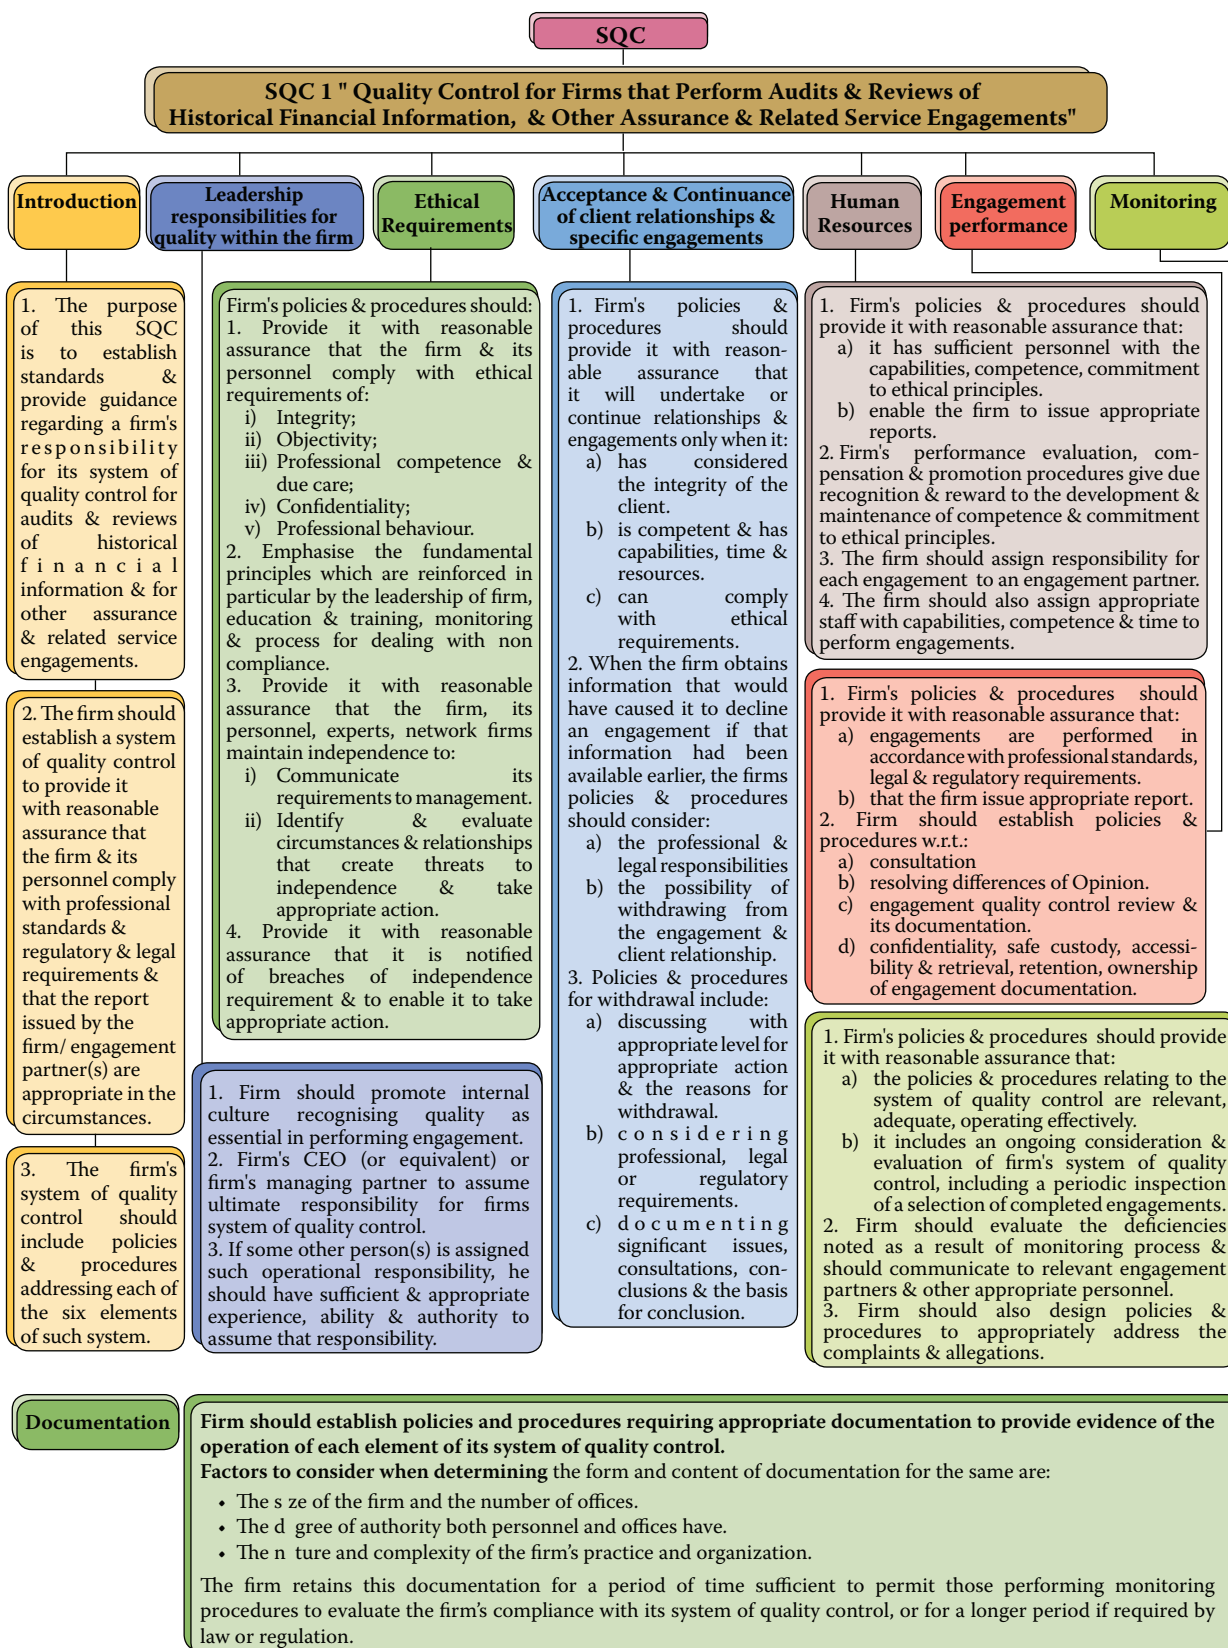 SQC
SQC 1 " Quality Control for Firms that Perform Audits & Reviews of
Historical Financial Information, & Other Assurance & Related Service Engagements"
Introduction
Leadership
responsibilities for
quality within the firm
Ethical
Requirements
Acceptance & Continuance
of client relationships &
specific engagements
Human
Resources
Engagement
performance
Monitoring
1. The purpose
of this SQC
is to establish
standards &
provide guidance
regarding a firm's
responsibility
for its system of
quality control for
audits & reviews
of historical
financial
information & for
other assurance
& related service
engagements.
2. The firm should
establish a system
of quality control
to provide it
with reasonable
assurance that
the firm & its
personnel comply
with professional
standards &
regulatory & legal
requirements &
that the report
issued by the
firm/ engagement
partner(s) are
appropriate in the
circumstances.
3. The firm's
system of quality
control should
include policies
& procedures
addressing each of
the six elements
of such system.
Firm's policies & procedures should:
1. Provide it with reasonable
assurance that the firm & its
personnel comply with ethical
requirements of:
i) Integrity;
ii) Objectivity;
iii) Professional competence &
due care;
iv) Confidentiality;
v) Professional behaviour.
2. Emphasise the fundamental
principles which are reinforced in
particular by the leadership of firm,
education & training, monitoring
& process for dealing with non
compliance.
3. Provide it with reasonable
assurance that the firm, its
personnel, experts, network firms
maintain independence to:
i) Communicate its
requirements to management.
ii) Identify & evaluate
circumstances & relationships
that create threats to
independence & take
appropriate action.
4. Provide it with reasonable
assurance that it is notified
of breaches of independence
requirement & to enable it to take
appropriate action.
1. Firm should promote internal
culture recognising quality as
essential in performing engagement.
2. Firm's CEO (or equivalent) or
firm's managing partner to assume
ultimate responsibility for firms
system of quality control.
3. If some other person(s) is assigned
such operational responsibility, he
should have sufficient & appropriate
experience, ability & authority to
assume that responsibility.
1. Firm's policies &
procedures should
provide it with reason-
able assurance that
it will undertake or
continue relationships &
engagements only when it:
a) has considered
the integrity of the
client.
b) is competent & has
capabilities, time &
resources.
c) can comply
with ethical
requirements.
2. When the firm obtains
information that would
have caused it to decline
an engagement if that
information had been
available earlier, the firms
policies & procedures
should consider:
a) the professional &
legal responsibilities
b) the possibility of
withdrawing from
the engagement &
client relationship.
3. Policies & procedures
for withdrawal include:
a) discussing with
appropriate level for
appropriate action
& the reasons for
withdrawal.
b) considering
professional, legal
or regulatory
requirements.
c) documenting
significant issues,
consultations, con-
clusions & the basis
for conclusion.
1. Firm's policies & procedures should
provide it with reasonable assurance that:
a) it has sufficient personnel with the
capabilities, competence, commitment
to ethical principles.
b) enable the firm to issue appropriate
reports.
2. Firm's performance evaluation, com-
pensation & promotion procedures give due
recognition & reward to the development &
maintenance of competence & commitment
to ethical principles.
3. The firm should assign responsibility for
each engagement to an engagement partner.
4. The firm should also assign appropriate
staff with capabilities, competence & time to
perform engagements.
1. Firm's policies & procedures should
provide it with reasonable assurance that:
a) engagements are performed in
accordance with professional standards,
legal & regulatory requirements.
b) that the firm issue appropriate report.
2. Firm should establish policies &
procedures w.r.t.:
a) consultation
b) resolving differences of Opinion.
c) engagement quality control review &
its documentation.
d) confidentiality, safe custody, accessi-
bility & retrieval, retention, ownership
of engagement documentation.
1. Firm's policies & procedures should provide
it with reasonable assurance that:
a) the policies & procedures relating to the
system of quality control are relevant,
adequate, operating effectively.
b) it includes an ongoing consideration &
evaluation of firm's system of quality
control, including a periodic inspection
of a selection of completed engagements.
2. Firm should evaluate the deficiencies
noted as a result of monitoring process &
should communicate to relevant engagement
partners & other appropriate personnel.
3. Firm should also design policies &
procedures to appropriately address the
complaints & allegations.
Documentation
Firm should establish policies and procedures requiring appropriate documentation to provide evidence of the
operation of each element of its system of quality control.
Factors to consider when determining the form and content of documentation for the same are:
• The s ze of the firm and the number of offices.
• The d gree of authority both personnel and offices have.
• The n ture and complexity of the firm's practice and organization.
The firm retains this documentation for a period of time sufficient to permit those performing monitoring
procedures to evaluate the firm's compliance with its system of quality control, or for a longer period if required by
law or regulation.